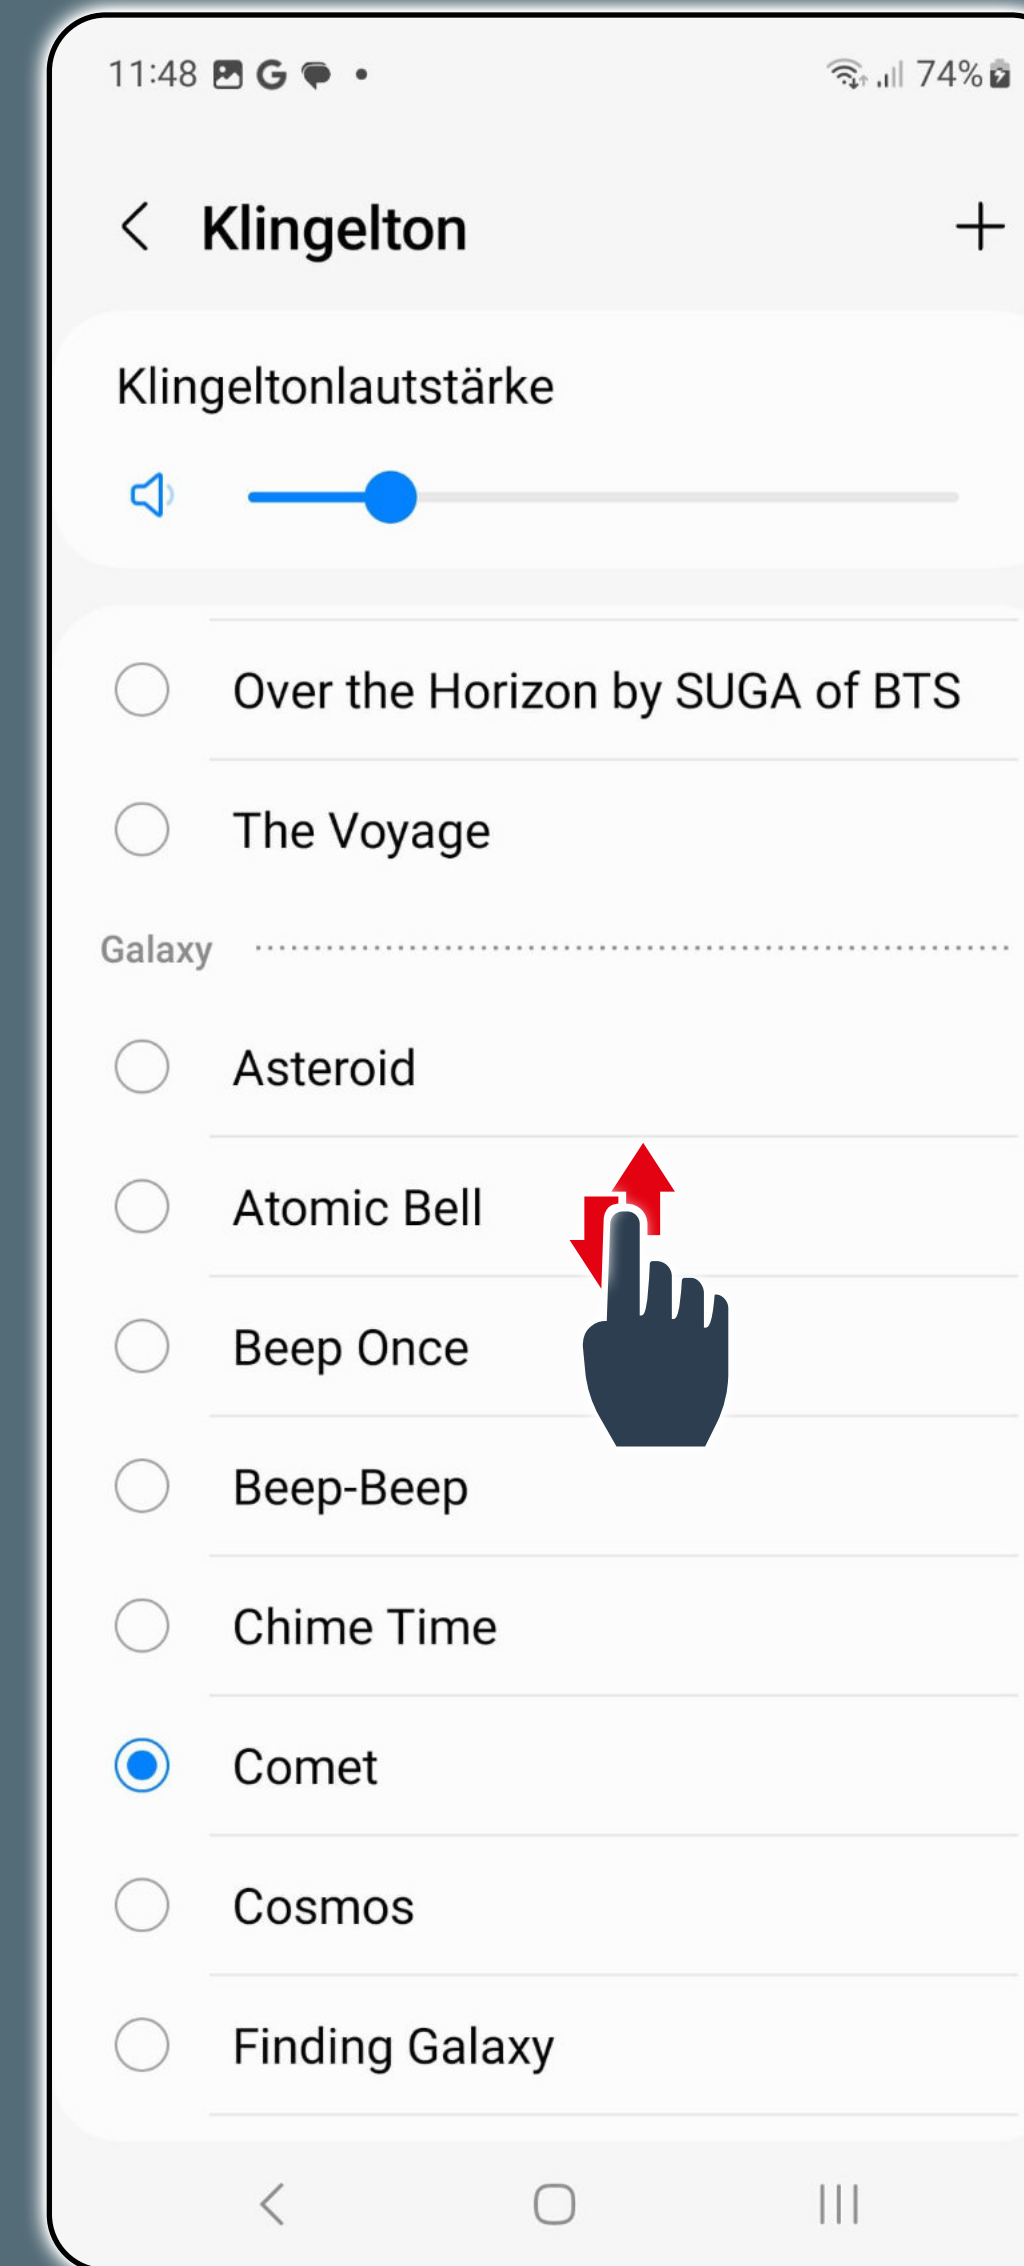 11:48 G 74%
Klingelton
Klingeltonlautstärke
Over the Horizon by SUGA of BTS
The Voyage
Galaxy
Asteroid
Atomic Bell
Beep Once
Beep-Beep
Chime Time
Comet
Cosmos
Finding Galaxy